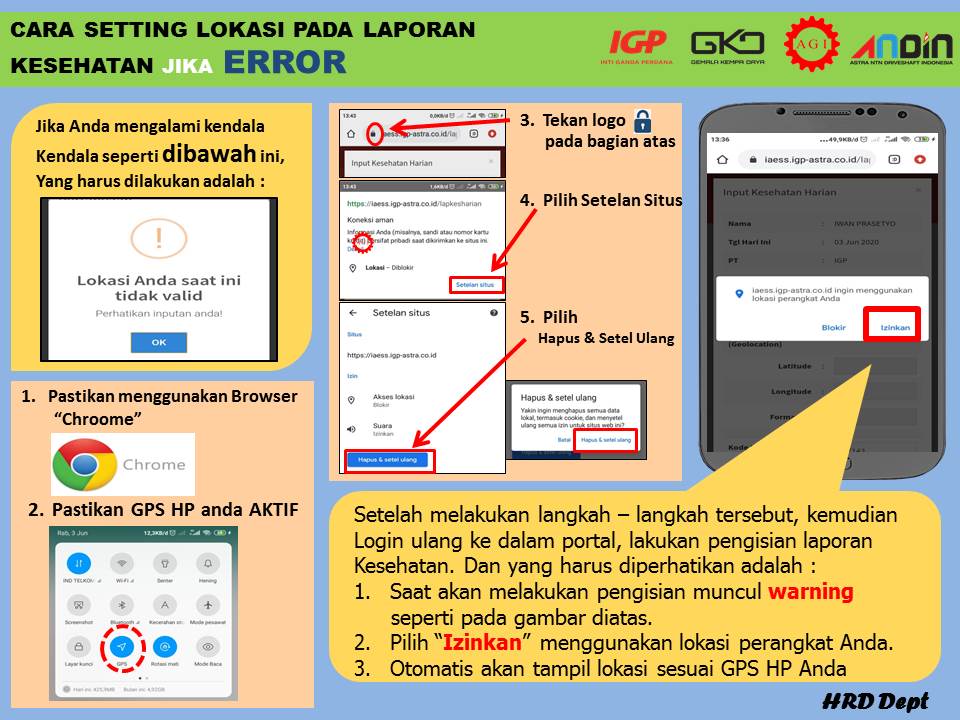 CARA SETTING LOKASI PADA LAPORAN
KESEHATAN JIKA ERROR
IGP
INTI GANDA PERDANA
GKD
GEMALA KEMPA DAYA
AGI
ANDIN
ASTRA NTN DRIVESHAFT INDONESIA
Jika Anda mengalami kendala
Kendala seperti dibawah ini,
Yang harus dilakukan adalah :
!
Lokasi Anda saat ini
tidak valid
Perhatikan inputan anda!
OK
1. Pastikan menggunakan Browser
“Chroome”
Chrome
2. Pastikan GPS HP anda AKTIF
Rab, 3 Jun
12,3KB/d
IND TELKOM
Wi-Fi
Senter
Hening
Screenshot
Bluetooth
Kecerahan
Mode pesawat
Layar kunci
GPS
Rotasi mati
Mode Baca
Hari ini: 425,9MB
Bulan ini: 4,92GB
13:43
0,0KB/d
iaess.igp-astra.co.id/lap
Input Kesehatan Harian
×
13:43
1,6KB/d
https://iaess.igp-astra.co.id/lapkesharian
Koneksi aman
Informasi Anda (misalnya, sandi atau nomor kartu
bersifat pribadi saat dikirimkan ke situs ini.
Lokasi – Diblokir
Setelan situs
Setelan situs
Situs
https://iaess.igp-astra.co.id
Izin
Akses lokasi
Blokir
Suara
Izinkan
Hapus & setel ulang
3. Tekan logo
pada bagian atas
4. Pilih Setelan Situs
5. Pilih
Hapus & Setel Ulang
Hapus & setel ulang
Yakin ingin menghapus semua data
lokal, termasuk cookie, dan menyetel
ulang semua izin untuk situs web ini?
Batal
Hapus & setel ulang
13:36
...49,9KB/d
iaess.igp-astra.co.id/lap
Input Kesehatan Harian
×
Nama : IWAN PRASETYO
Tgl Hari Ini : 03 Jun 2020
PT : IGP
iaess.igp-astra.co.id ingin menggunakan
lokasi perangkat Anda
Blokir
Izinkan
(Geolocation)
Latitude :
Longitude :
Setelah melakukan langkah – langkah tersebut, kemudian
Login ulang ke dalam portal, lakukan pengisian laporan
Kesehatan. Dan yang harus diperhatikan adalah :
1. Saat akan melakukan pengisian muncul warning
seperti pada gambar diatas.
2. Pilih “Izinkan” menggunakan lokasi perangkat Anda.
3. Otomatis akan tampil lokasi sesuai GPS HP Anda
HRD Dept